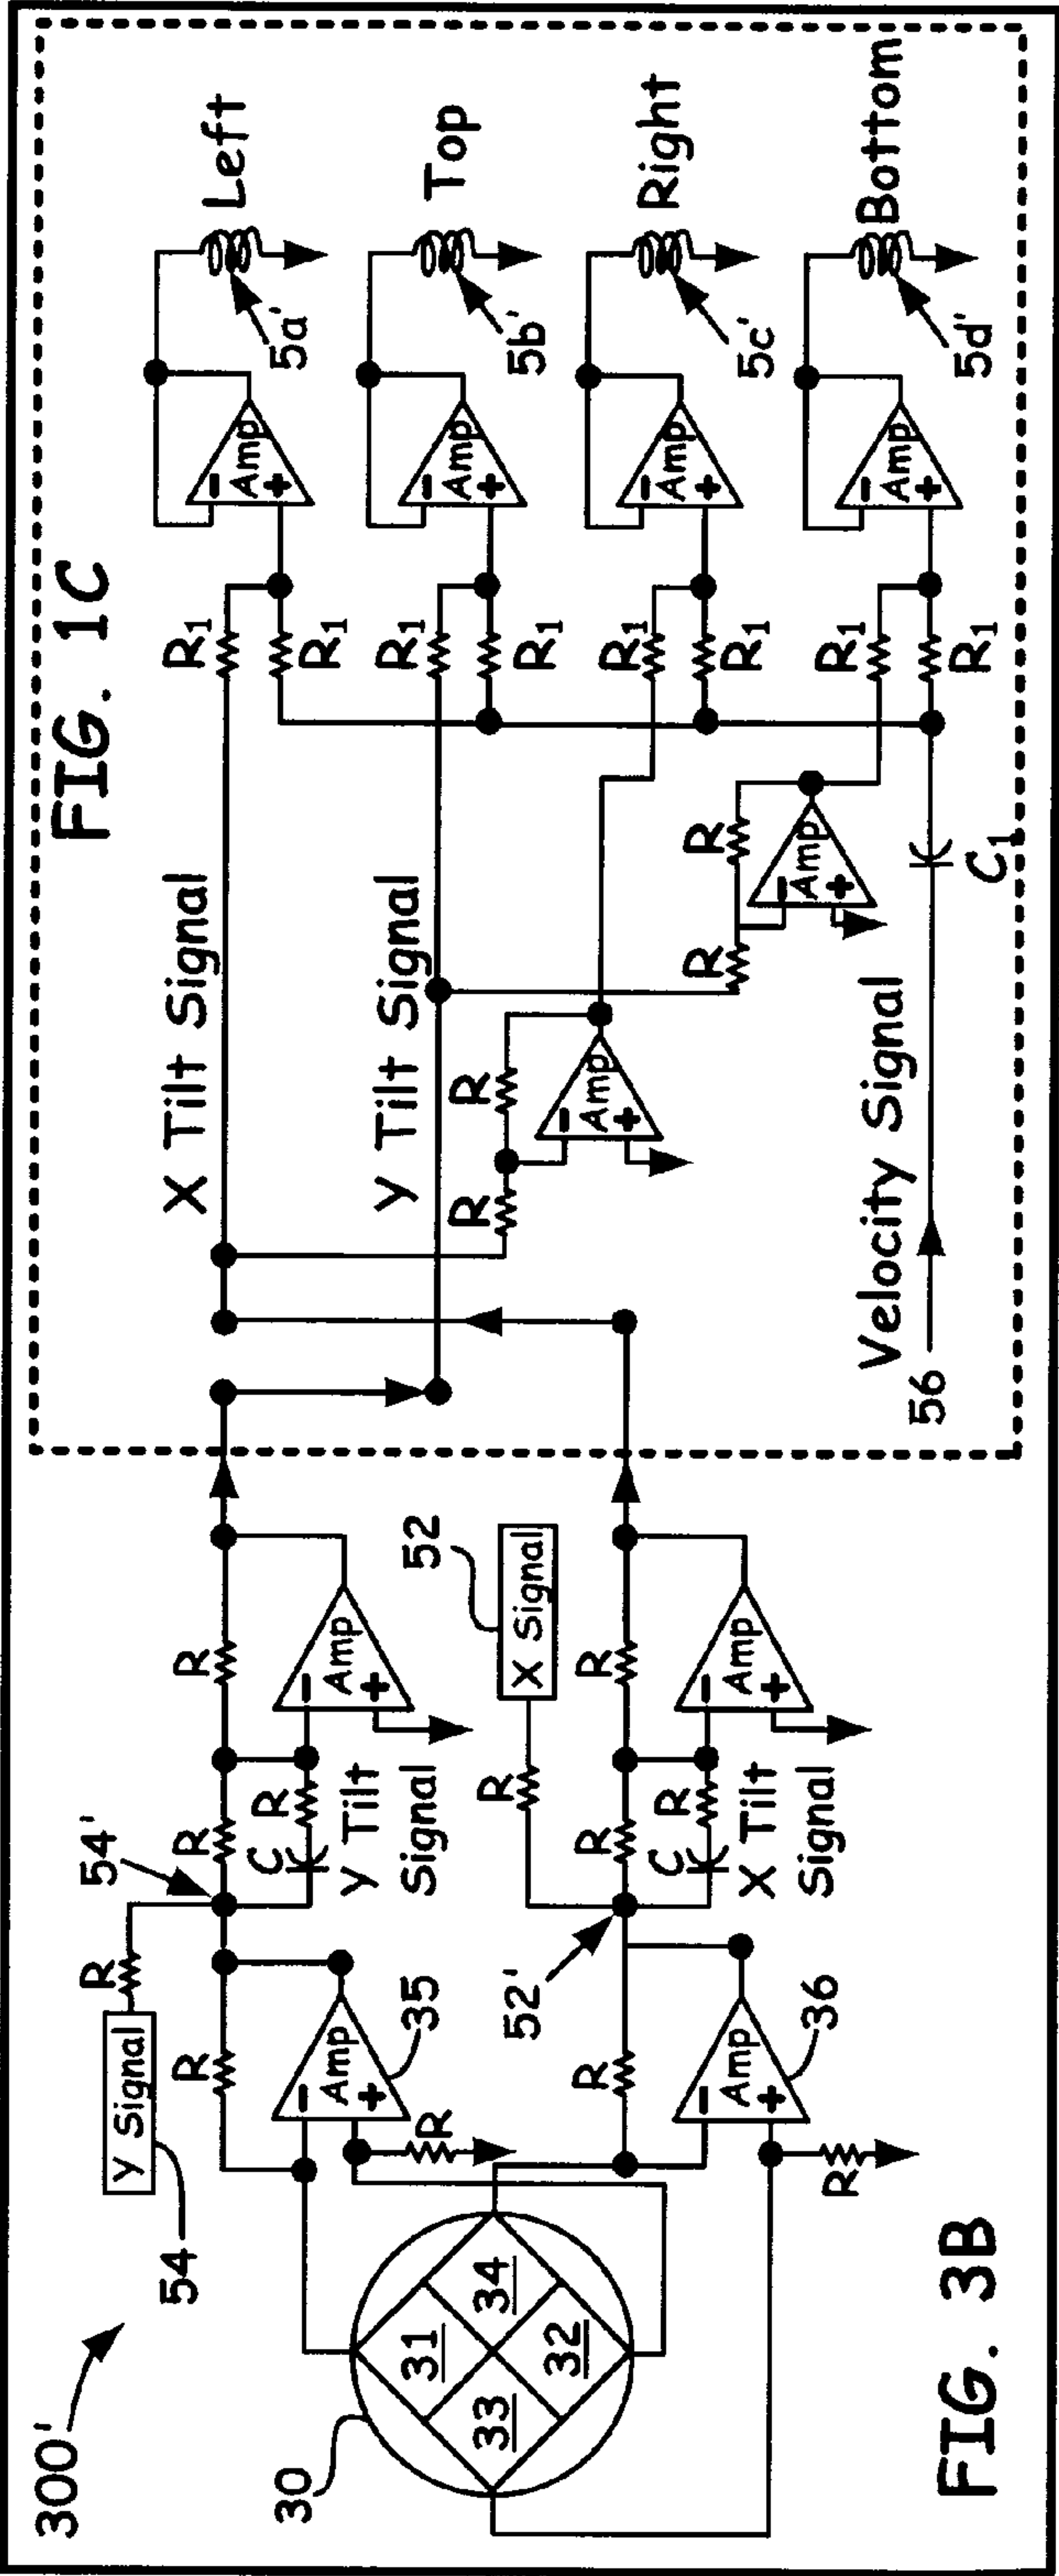 300'
54
Y Signal
R
54'
R
R
R
30
31
34
33
32
-
Amp
+
35
R
C
R
Y Tilt
Signal
-
Amp
+
52
X Signal
R
52'
R
R
R
-
Amp
+
36
R
C
R
X Tilt
Signal
-
Amp
+
FIG. 3B
FIG. 1C
X Tilt Signal
R1
R1
-
Amp
+
5a'
Left
Y Tilt Signal
R1
R1
-
Amp
+
5b'
Top
R
R
-
Amp
+
R1
R1
-
Amp
+
5c'
Right
R
R
-
Amp
+
R1
R1
-
Amp
+
5d'
Bottom
Velocity Signal
56
C1